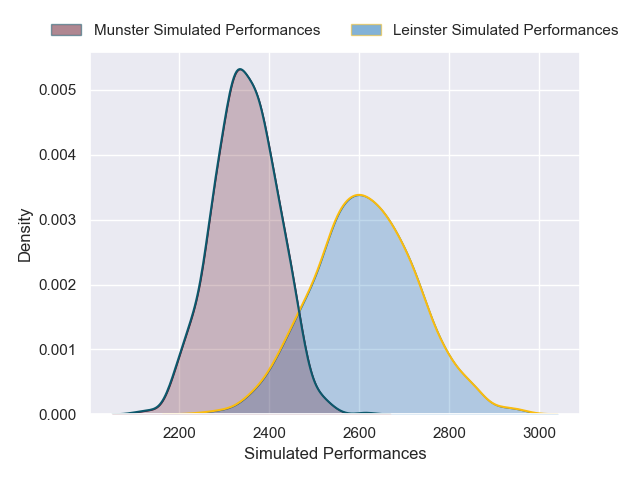 Munster Simulated Performances Leinster Simulated Performances
0.005
0.004
0.003
0.002
0.001
0.000
Density
2200 2400 2600 2800 3000
Simulated Performances